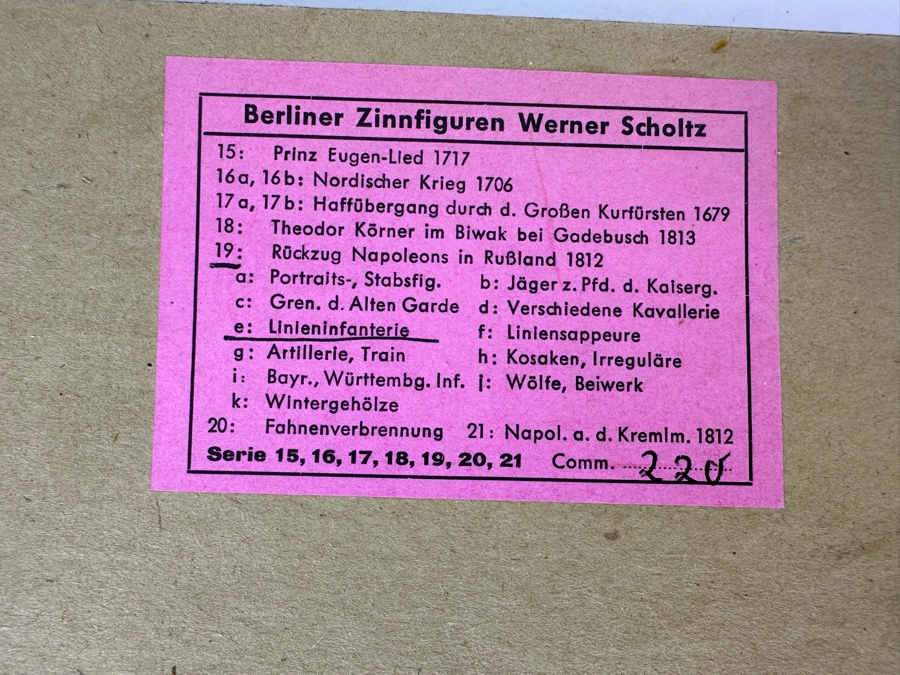 Berliner Zinnfiguren Werner Scholtz
15: Prinz Eugen-Lied 1717
16a, 16b: Nordischer Krieg 1706
17a, 17b: Haffübergang durch d. Großen Kurfürsten 1679
18: Theodor Körner im Biwak bei Gadebusch 1813
19: Rückzug Napoleons in Rußland 1812
a: Portraits-, Stabsfig. b: Jäger z. Pfd. d. Kaiserg.
c: Gren. d. Alten Garde d: Verschiedene Kavallerie
e: Linieninfanterie f: Liniensappeure
g: Artillerie, Train h: Kosaken, Irreguläre
i: Bayr., Württembg. Inf. j: Wölfe, Beiwerk
k: Wintergehölze
20: Fahnenverbrennung 21: Napol. a. d. Kremlm. 1812
Serie 15, 16, 17, 18, 19, 20, 21 Comm. 220